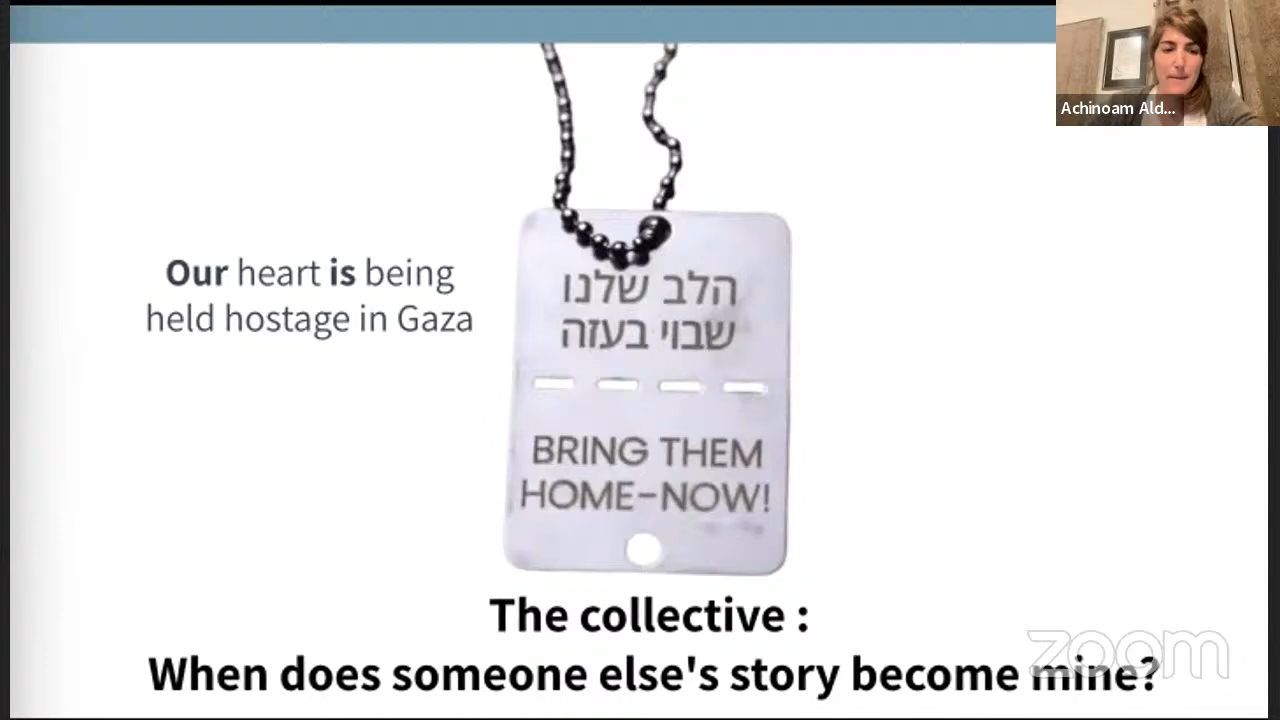 Achinoam Ald...
Our heart is being
held hostage in Gaza
הלב שלנו
שבוי בעזה
BRING THEM
HOME-NOW!
The collective :
When does someone else's story become mine?
zoom